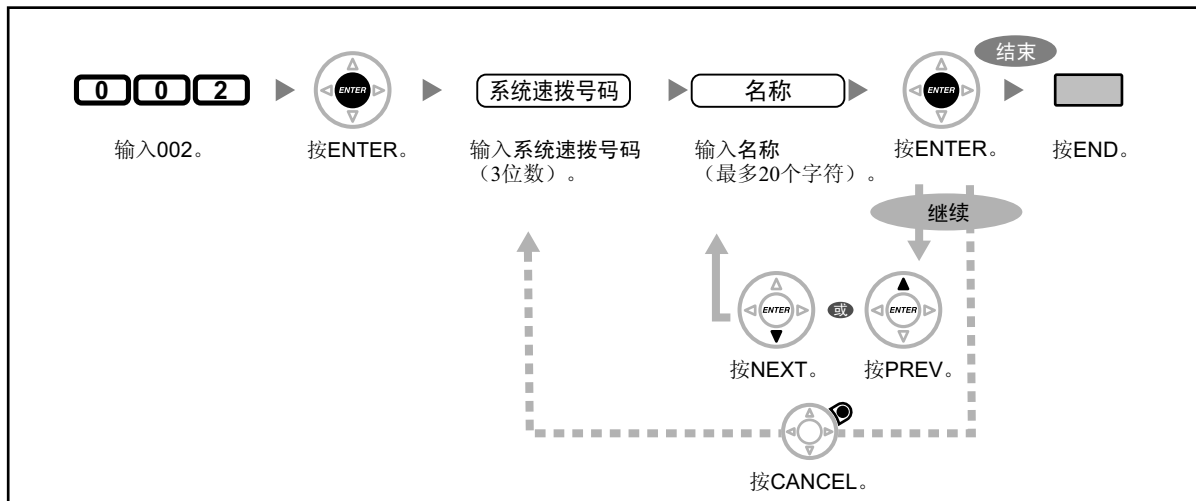 结束
0 0 2
ENTER
系统速拨号码
名称
ENTER
输入002。
按ENTER。
输入系统速拨号码
（3位数）。
输入名称
（最多20个字符）。
按ENTER。
按END。
继续
ENTER
或
ENTER
按NEXT。
按PREV。
按CANCEL。